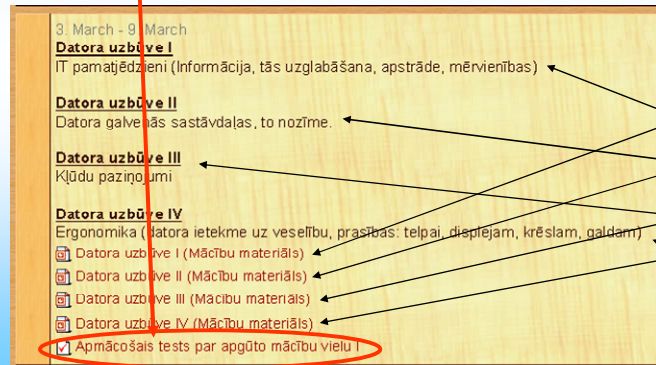 3. March - 9. March
Datora uzbūve I
IT pamatjēdzieni (Informācija, tās uzglabāšana, apstrāde, mērvienības)
Datora uzbūve II
Datora galvenās sastāvdaļas, to nozīme.
Datora uzbūve III
Kļūdu paziņojumi
Datora uzbūve IV
Ergonomika (datora ietekme uz veselību, prasības: telpai, displejam, krēslam, galdam)
Datora uzbūve I (Mācību materiāls)
Datora uzbūve II (Mācību materiāls)
Datora uzbūve III (Mācību materiāls)
Datora uzbūve IV (Mācību materiāls)
Apmācošais tests par apgūto mācību vielu I